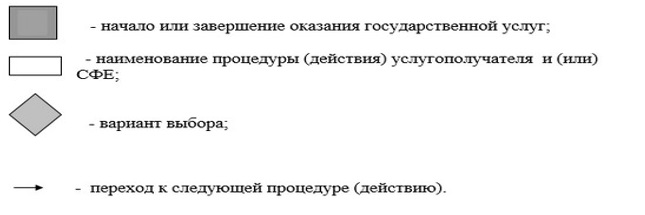 - начало или завершение оказания государственной услуг;
- наименование процедуры (действия) услугополучателя и (или)
СФЕ;
- вариант выбора;
- переход к следующей процедуре (действию).